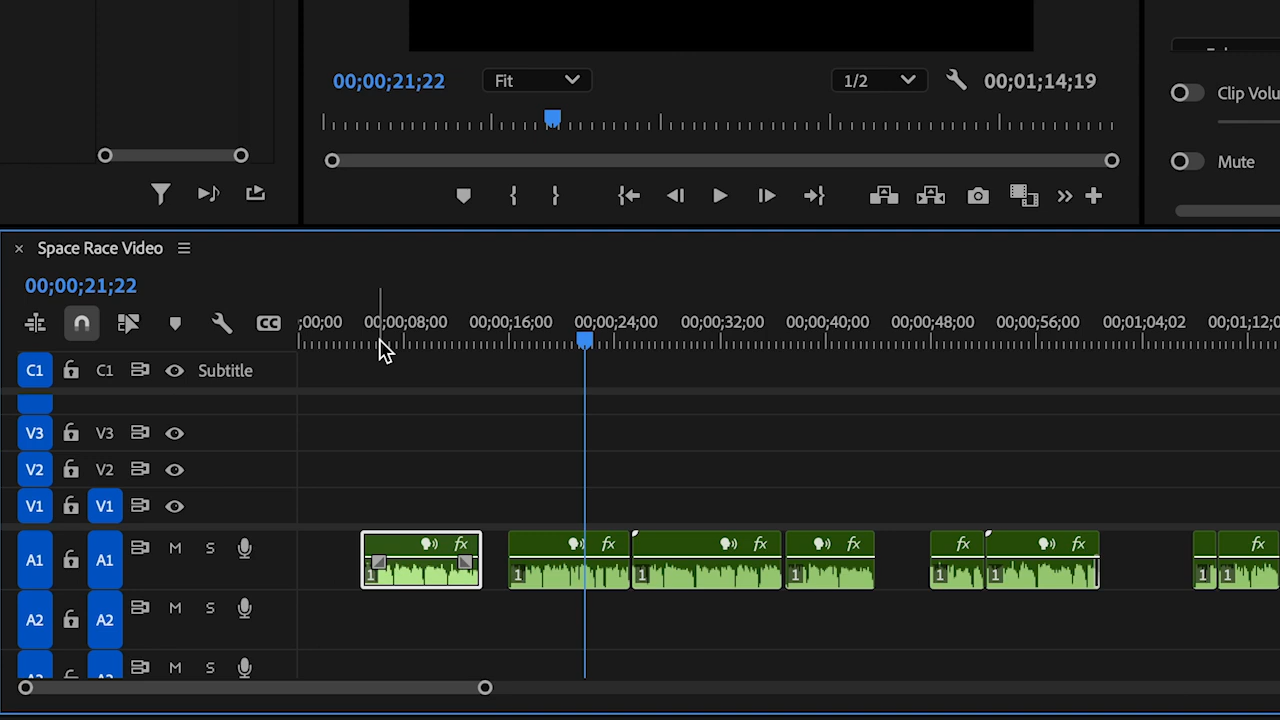 00;00;21;22
Fit
1/2
00;01;14;19
Clip Volu
Mute
× Space Race Video
00;00;21;22
CC
;00;00 00;00;08;00 00;00;16;00 00;00;24;00 00;00;32;00 00;00;40;00 00;00;48;00 00;00;56;00 00;01;04;02 00;01;12;0
C1 C1 Subtitle
V3 V3
V2 V2
V1 V1
A1 A1 M S
fx fx fx fx fx fx fx
1 1 1 1 1 1 1 1
A2 A2 M S
M S